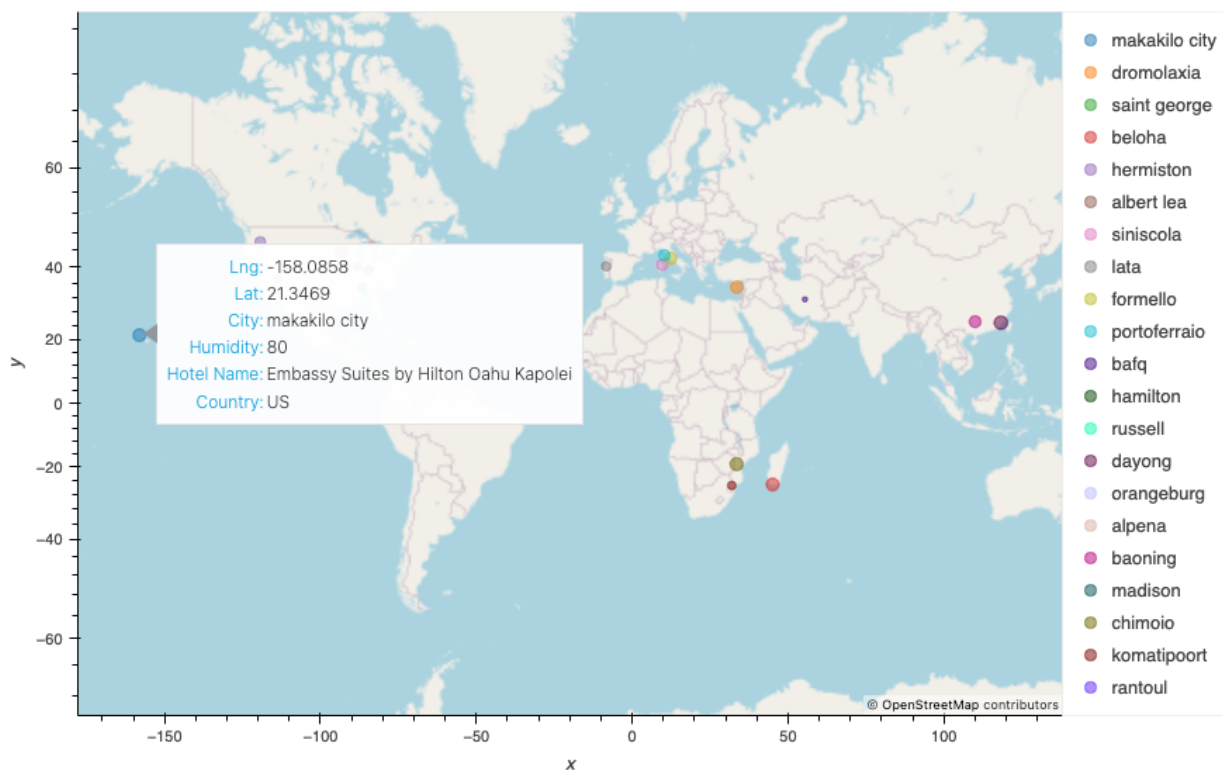 makakilo city
dromolaxia
saint george
beloha
hermiston
albert lea
siniscola
lata
formello
portoferraio
bafq
hamilton
russell
dayong
orangeburg
alpena
baoning
madison
chimoio
komatipoort
rantoul
Lng: -158.0858
Lat: 21.3469
City: makakilo city
Humidity: 80
Hotel Name: Embassy Suites by Hilton Oahu Kapolei
Country: US
60
40
20
0
−20
−40
−60
y
© OpenStreetMap contributors
−150
−100
−50
0
50
100
x